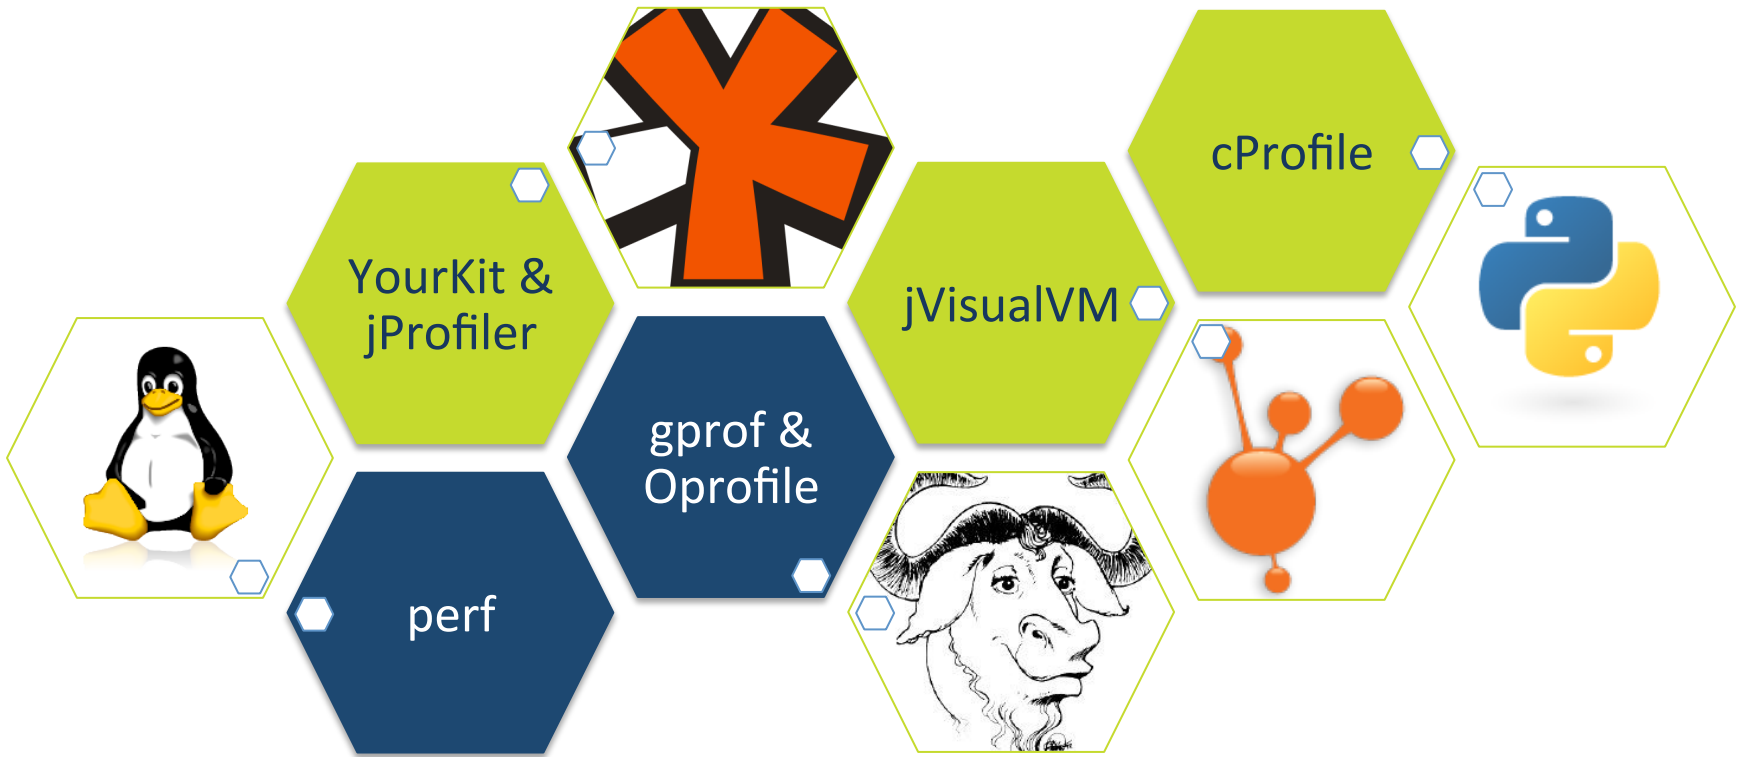 YourKit &
jProfiler
perf
gprof &
Oprofile
jVisualVM
cProfile